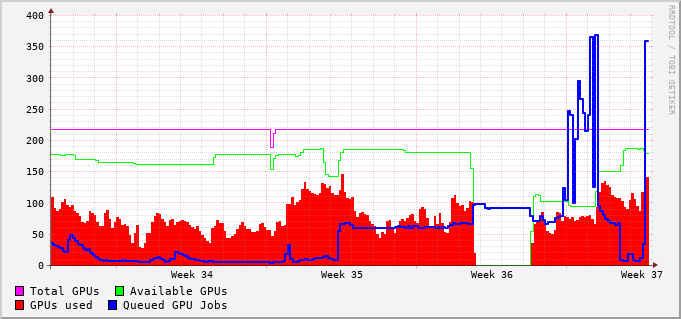 400
350
300
250
200
150
100
50
0
Week 34 Week 35 Week 36 Week 37
Total GPUs Available GPUs
GPUs used Queued GPU Jobs
RRDTOOL / TOBI OETIKER